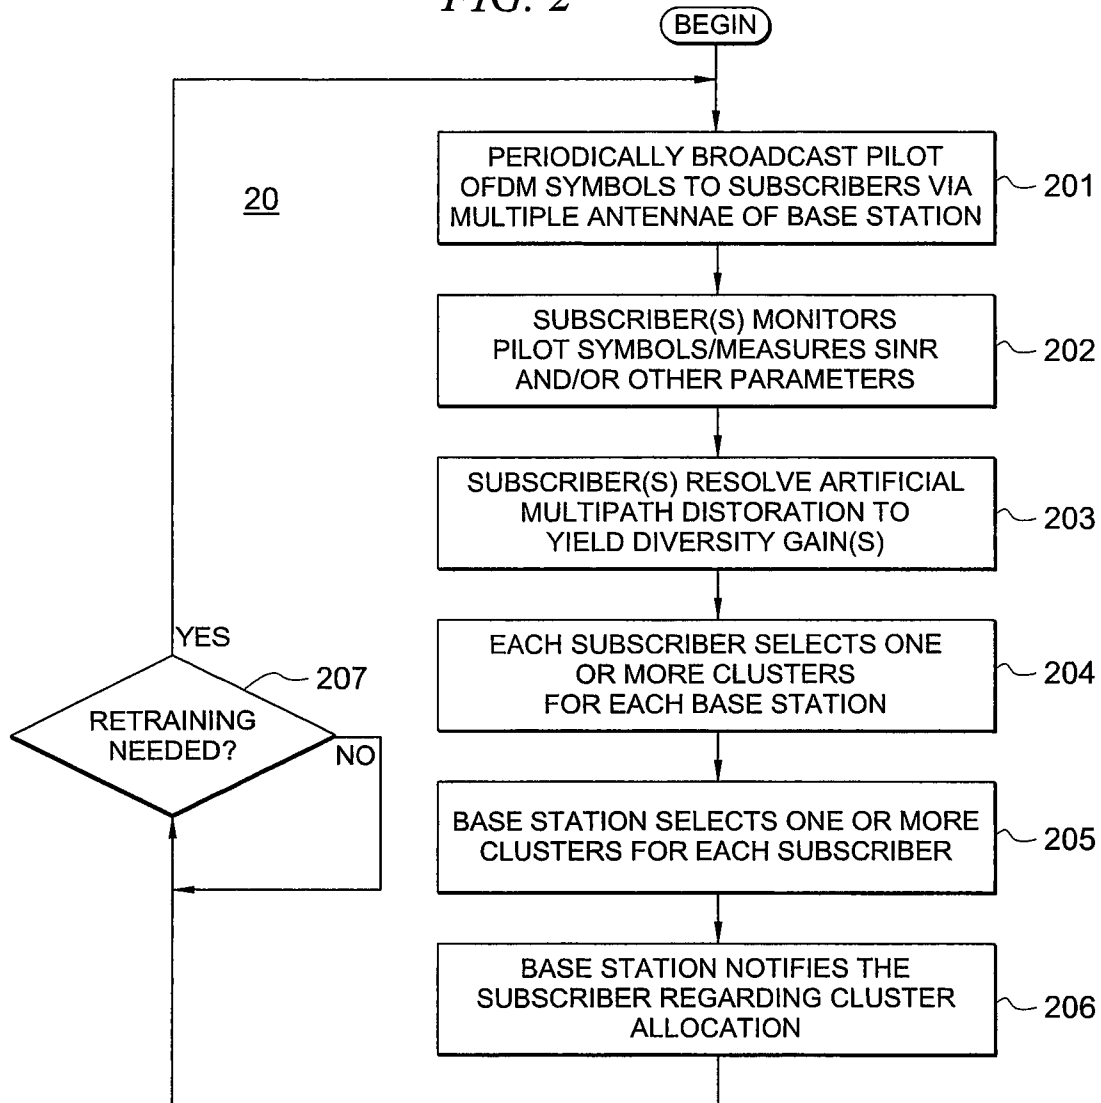 FIG. 2
BEGIN
20
PERIODICALLY BROADCAST PILOT
OFDM SYMBOLS TO SUBSCRIBERS VIA
MULTIPLE ANTENNAE OF BASE STATION
201
SUBSCRIBER(S) MONITORS
PILOT SYMBOLS/MEASURES SINR
AND/OR OTHER PARAMETERS
202
SUBSCRIBER(S) RESOLVE ARTIFICIAL
MULTIPATH DISTORATION TO
YIELD DIVERSITY GAIN(S)
203
EACH SUBSCRIBER SELECTS ONE
OR MORE CLUSTERS
FOR EACH BASE STATION
204
YES
207
RETRAINING
NEEDED?
NO
BASE STATION SELECTS ONE OR MORE
CLUSTERS FOR EACH SUBSCRIBER
205
BASE STATION NOTIFIES THE
SUBSCRIBER REGARDING CLUSTER
ALLOCATION
206